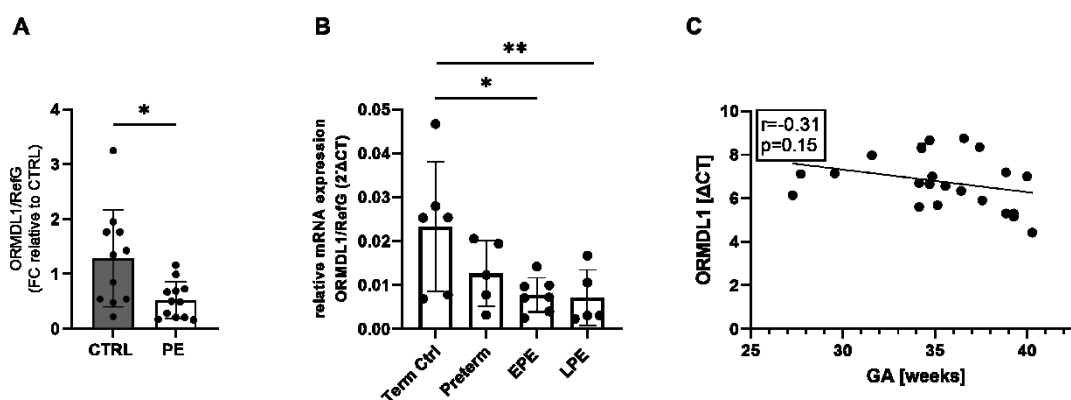 A
ORMDL1/RefG
(FC relative to CTRL)
4
3
2
1
0
*
CTRL
PE
B
relative mRNA expression
ORMDL1/RefG (2^ΔCT)
0.05
0.04
0.03
0.02
0.01
0.00
**
*
Term Ctrl
Preterm
EPE
LPE
C
ORMDL1 [ΔCT]
10
8
6
4
2
0
r=-0.31
p=0.15
25
30
35
40
GA [weeks]